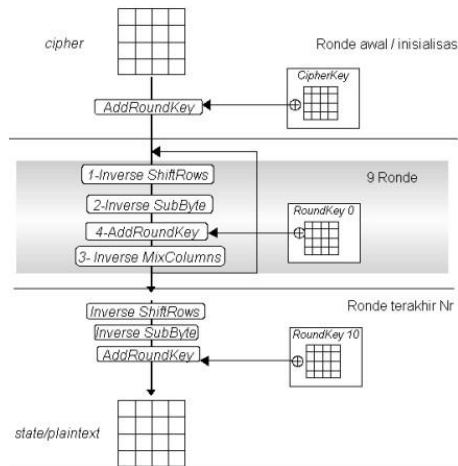 cipher
Ronde awal / inisialisas
CipherKey
AddRoundKey
1-Inverse ShiftRows
9 Ronde
2-Inverse SubByte
RoundKey 0
4-AddRoundKey
3- Inverse MixColumns
Ronde terakhir Nr
Inverse ShiftRows
Inverse SubByte
RoundKey 10
AddRoundKey
state/plaintext